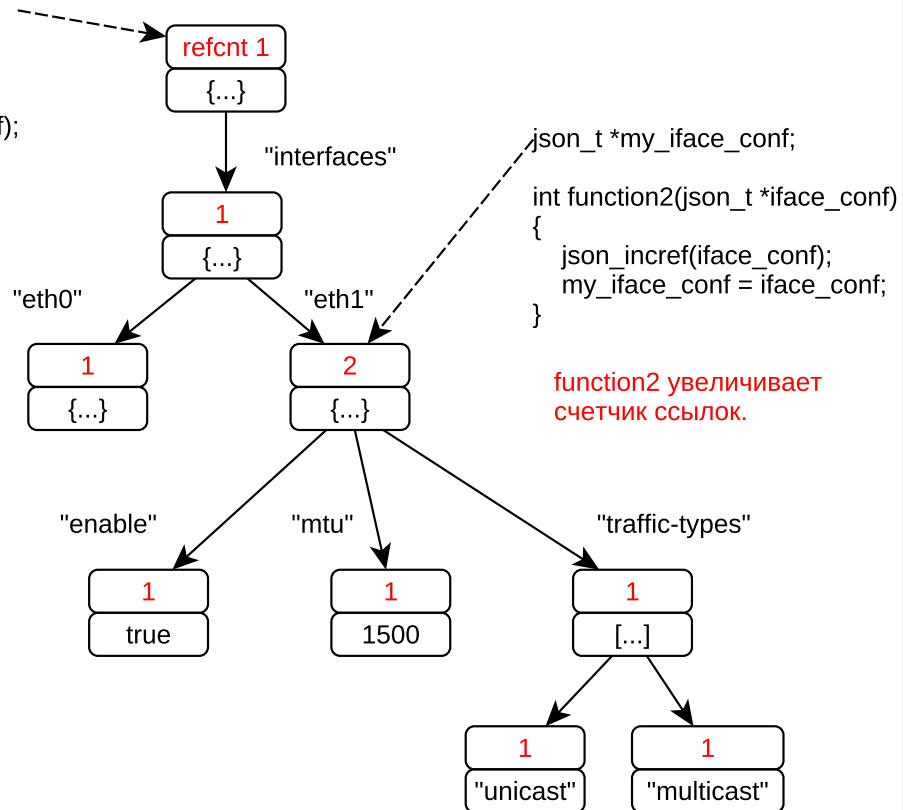 refcnt 1
{...}
f);
"interfaces"
json_t *my_iface_conf;
int function2(json_t *iface_conf)
{
json_incref(iface_conf);
my_iface_conf = iface_conf;
}
1
{...}
"eth0"
"eth1"
1
{...}
2
{...}
function2 увеличивает
счетчик ссылок.
"enable"
"mtu"
"traffic-types"
1
true
1
1500
1
[...]
1
"unicast"
1
"multicast"